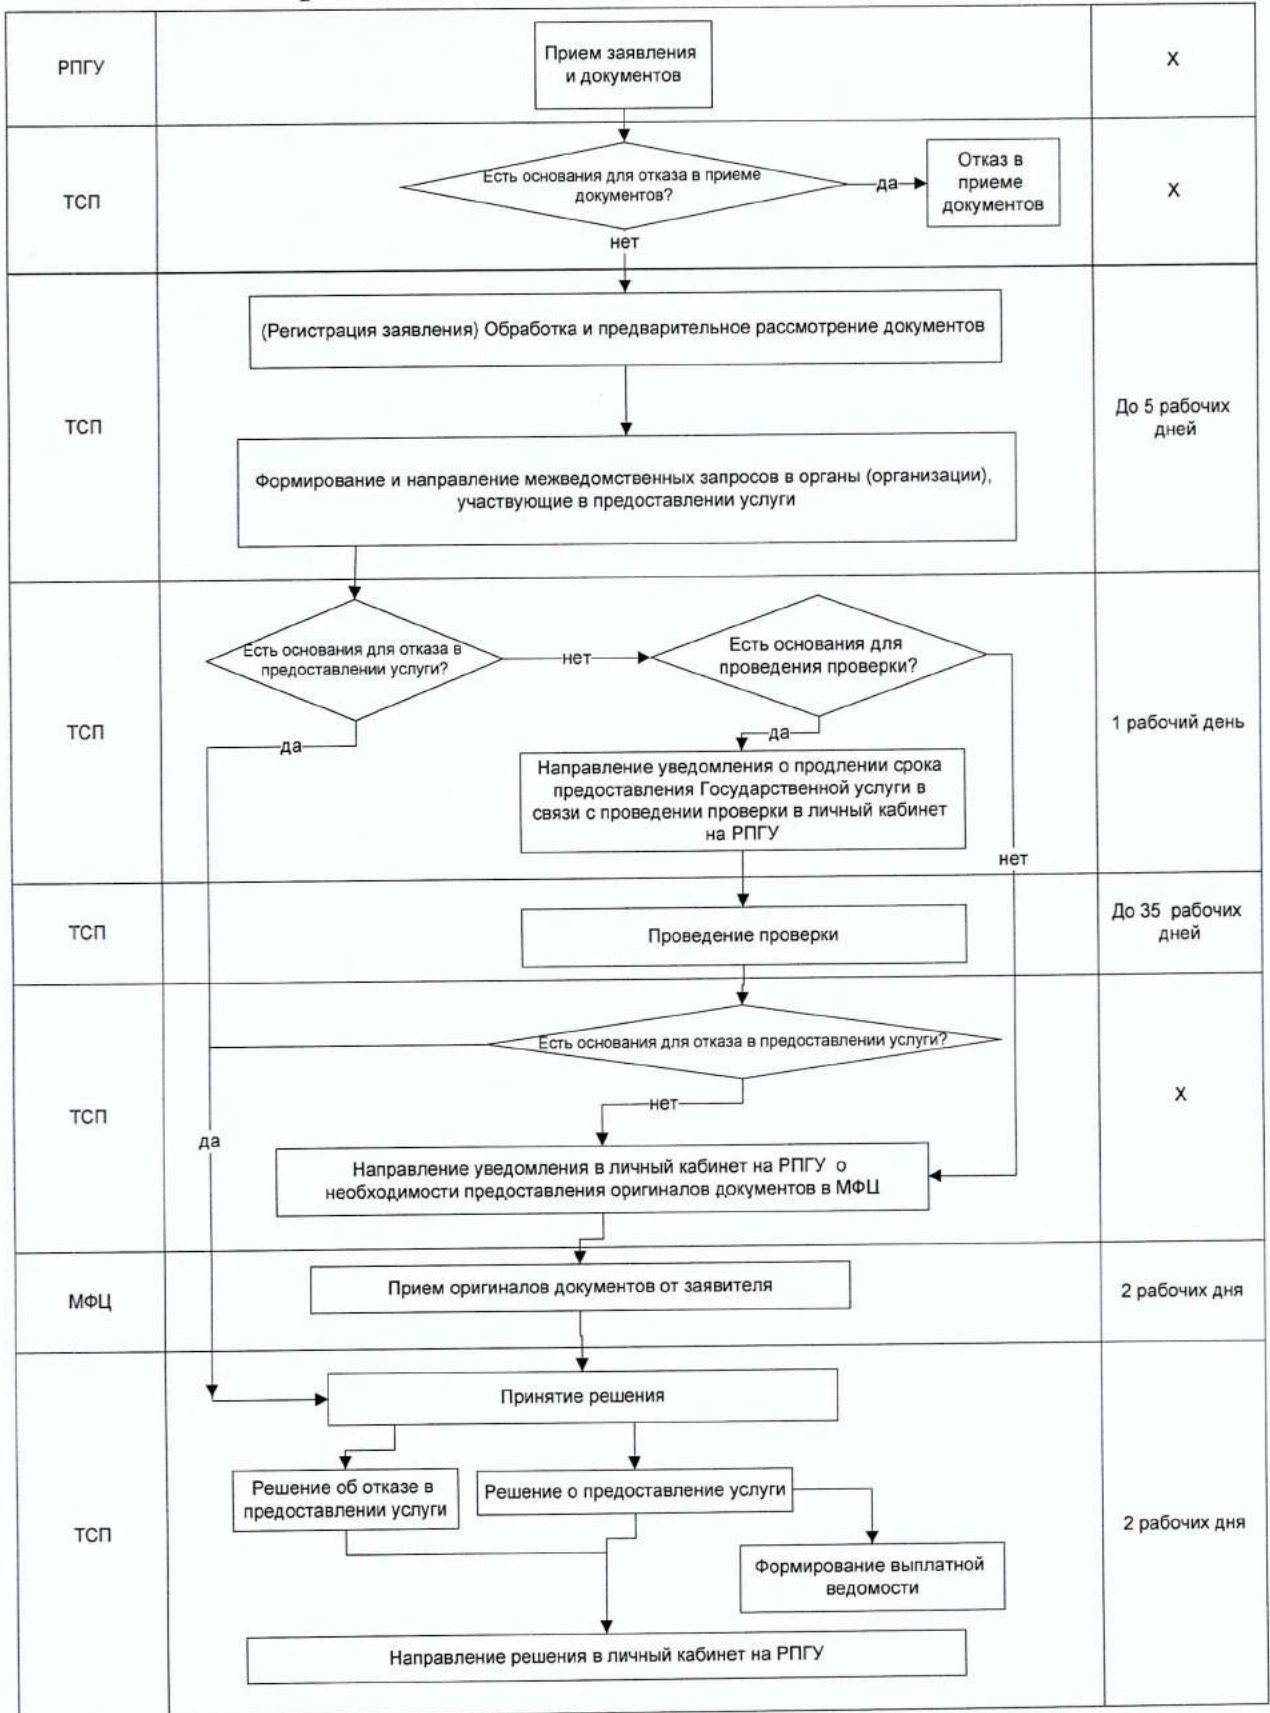 РПГУ
Прием заявления
и документов
X
ТСП
Есть основания для отказа в приеме
документов?
да
Отказ в
приеме
документов
X
нет
ТСП
(Регистрация заявления) Обработка и предварительное рассмотрение документов
До 5 рабочих
дней
Формирование и направление межведомственных запросов в органы (организации),
участвующие в предоставлении услуги
ТСП
Есть основания для отказа в
предоставлении услуги?
нет
Есть основания для
проведения проверки?
1 рабочий день
да
да
Направление уведомления о продлении срока
предоставления Государственной услуги в
связи с проведении проверки в личный кабинет
на РПГУ
нет
ТСП
Проведение проверки
До 35 рабочих
дней
ТСП
Есть основания для отказа в предоставлении услуги?
X
нет
да
Направление уведомления в личный кабинет на РПГУ о
необходимости предоставления оригиналов документов в МФЦ
МФЦ
Прием оригиналов документов от заявителя
2 рабочих дня
ТСП
Принятие решения
Решение об отказе в
предоставлении услуги
Решение о предоставление услуги
2 рабочих дня
Формирование выплатной
ведомости
Направление решения в личный кабинет на РПГУ